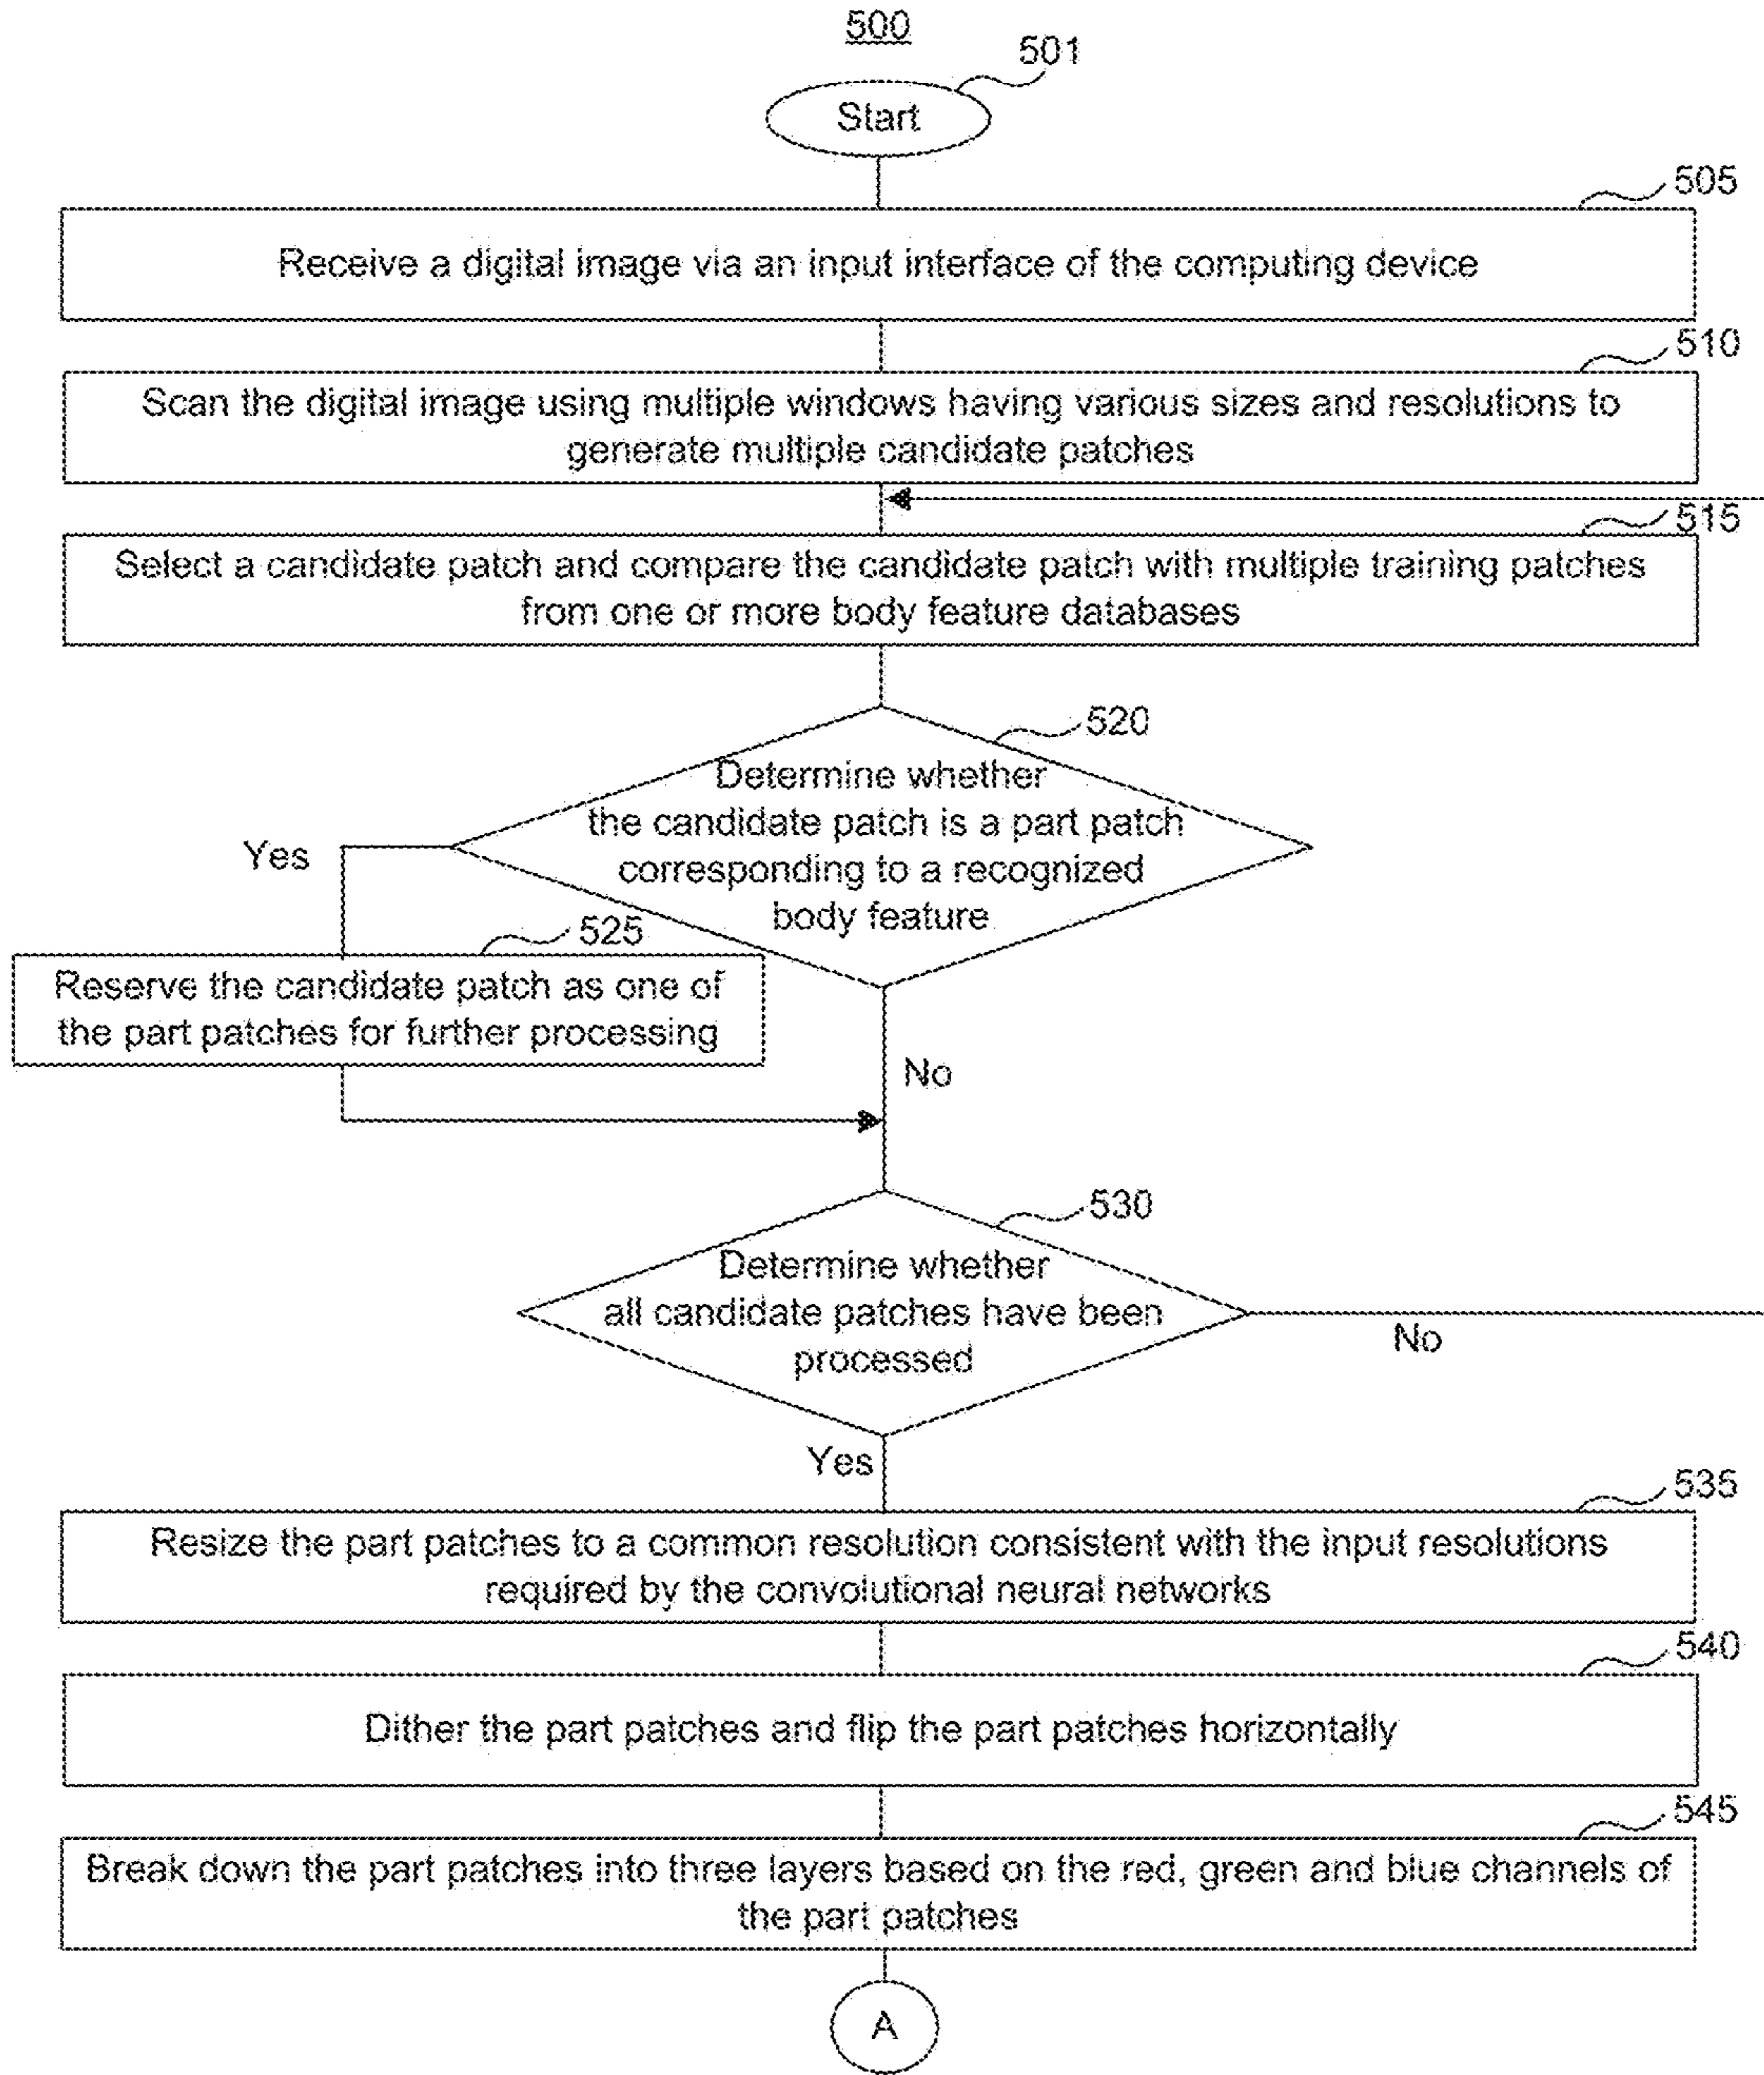 500
501
Start
505
Receive a digital image via an input interface of the computing device
510
Scan the digital image using multiple windows having various sizes and resolutions to
generate multiple candidate patches
515
Select a candidate patch and compare the candidate patch with multiple training patches
from one or more body feature databases
520
Determine whether
the candidate patch is a part patch
corresponding to a recognized
body feature
Yes
525
Reserve the candidate patch as one of
the part patches for further processing
No
530
Determine whether
all candidate patches have been
processed
No
Yes
535
Resize the part patches to a common resolution consistent with the input resolutions
required by the convolutional neural networks
540
Dither the part patches and flip the part patches horizontally
545
Break down the part patches into three layers based on the red, green and blue channels of
the part patches
A